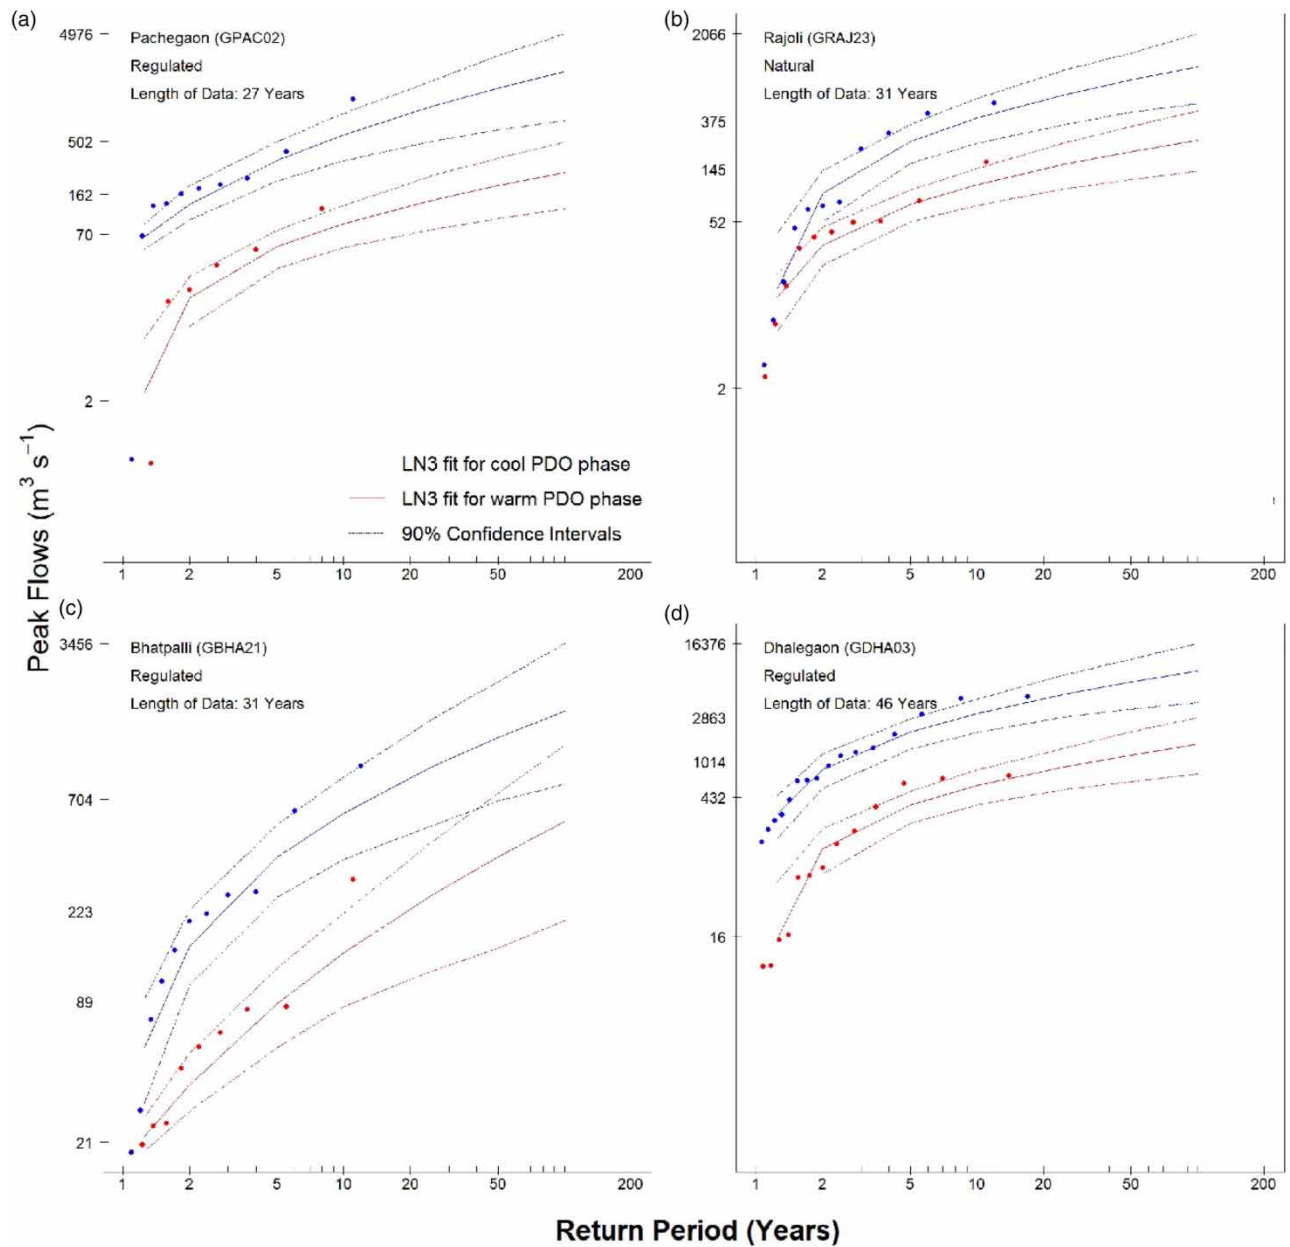 (a)
4976
Pachegaon (GPAC02)
Regulated
Length of Data: 27 Years
502
162
70
2
LN3 fit for cool PDO phase
LN3 fit for warm PDO phase
90% Confidence Intervals
1 2 5 10 20 50 200
(b)
2066
Rajoli (GRAJ23)
Natural
Length of Data: 31 Years
375
145
52
2
1 2 5 10 20 50 200
Peak Flows (m³ s⁻¹)
(c)
3456
Bhatpalli (GBHA21)
Regulated
Length of Data: 31 Years
704
223
89
21
1 2 5 10 20 50 200
(d)
16376
Dhalegaon (GDHA03)
Regulated
Length of Data: 46 Years
2863
1014
432
16
1 2 5 10 20 50 200
Return Period (Years)